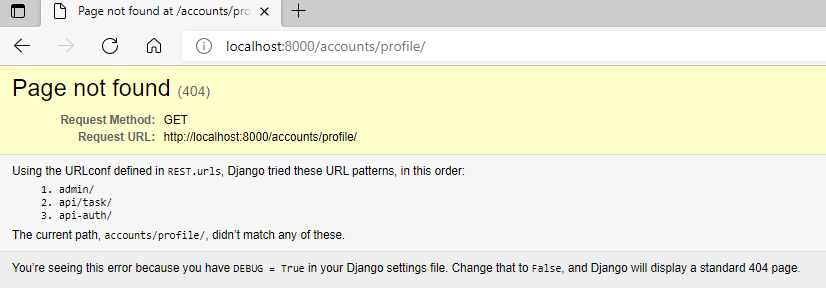 Page not found at /accounts/pro
localhost:8000/accounts/profile/
Page not found (404)
Request Method: GET
Request URL: http://localhost:8000/accounts/profile/
Using the URLconf defined in REST.urls, Django tried these URL patterns, in this order:
1. admin/
2. api/task/
3. api-auth/
The current path, accounts/profile/, didn’t match any of these.
You’re seeing this error because you have DEBUG = True in your Django settings file. Change that to False, and Django will display a standard 404 page.